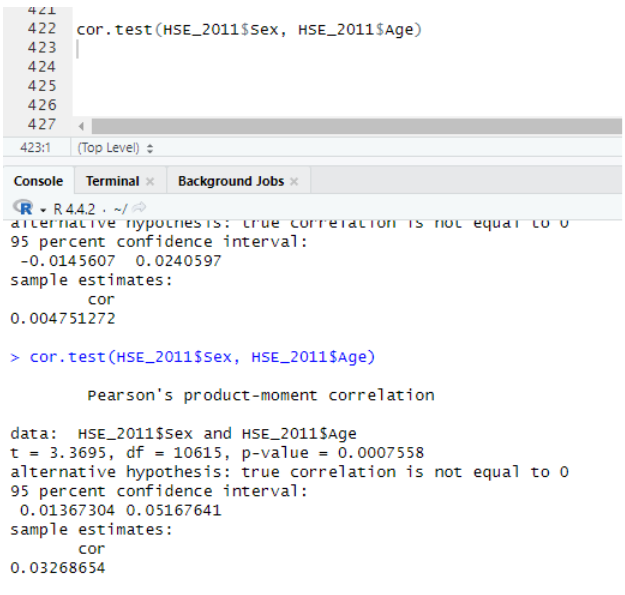 421
422 cor.test(HSE_2011$Sex, HSE_2011$Age)
423
424
425
426
427
423:1 (Top Level)
Console Terminal × Background Jobs ×
R R 4.4.2 · ~/
alternative hypothesis: true correlation is not equal to 0
95 percent confidence interval:
-0.0145607 0.0240597
sample estimates:
cor
0.004751272
> cor.test(HSE_2011$Sex, HSE_2011$Age)
Pearson's product-moment correlation
data: HSE_2011$Sex and HSE_2011$Age
t = 3.3695, df = 10615, p-value = 0.0007558
alternative hypothesis: true correlation is not equal to 0
95 percent confidence interval:
0.01367304 0.05167641
sample estimates:
cor
0.03268654